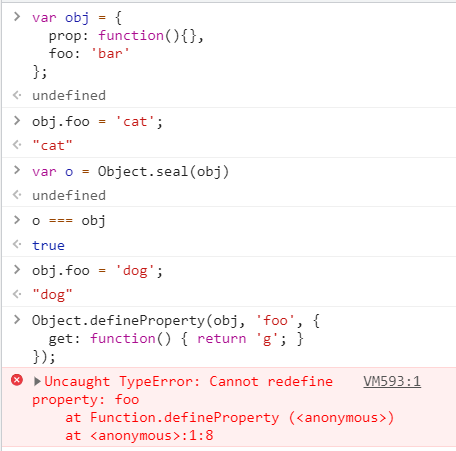 > var obj = {
prop: function(){},
foo: 'bar'
};
undefined
> obj.foo = 'cat';
"cat"
> var o = Object.seal(obj)
undefined
> o === obj
true
> obj.foo = 'dog';
"dog"
> Object.defineProperty(obj, 'foo', {
get: function() { return 'g'; }
});
Uncaught TypeError: Cannot redefine VM593:1
property: foo
at Function.defineProperty (<anonymous>)
at <anonymous>:1:8